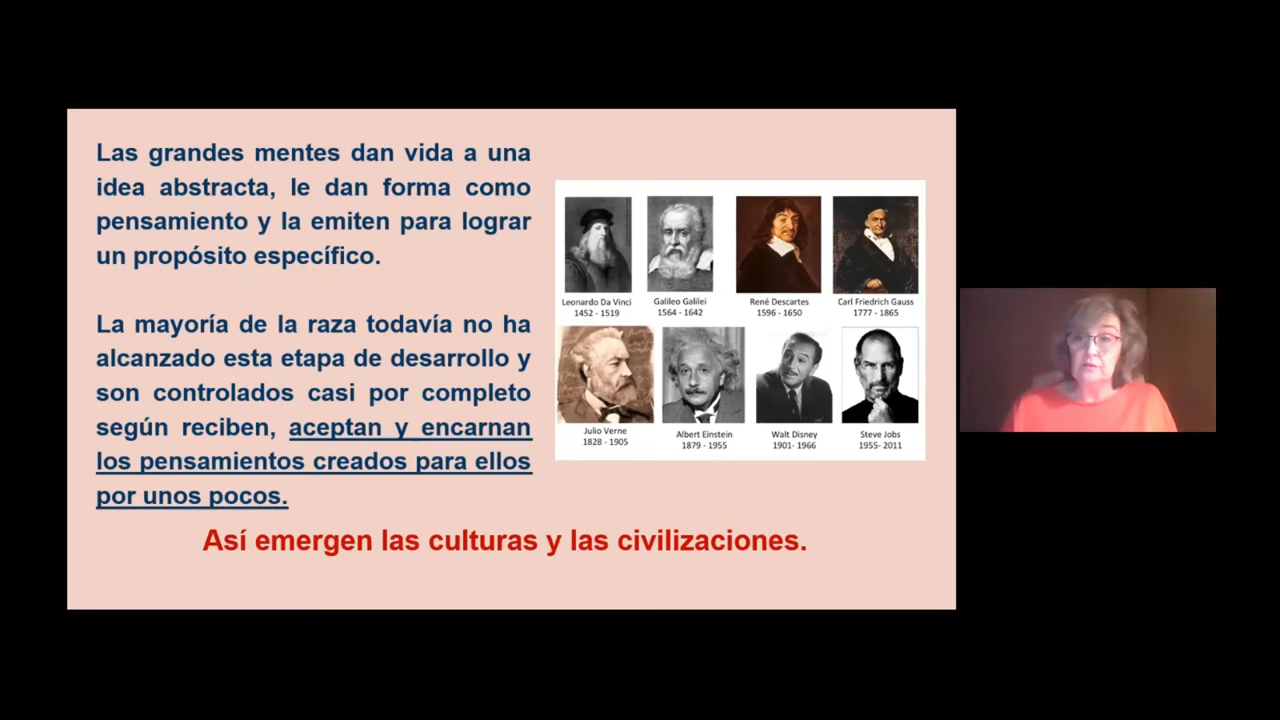 Las grandes mentes dan vida a una
idea abstracta, le dan forma como
pensamiento y la emiten para lograr
un propósito específico.
La mayoría de la raza todavía no ha
alcanzado esta etapa de desarrollo y
son controlados casi por completo
según reciben, aceptan y encarnan
los pensamientos creados para ellos
por unos pocos.
Leonardo Da Vinci
1452 - 1519
Galileo Galilei
1564 - 1642
René Descartes
1596 - 1650
Carl Friedrich Gauss
1777 - 1865
Julio Verne
1828 - 1905
Albert Einstein
1879 - 1955
Walt Disney
1901- 1966
Steve Jobs
1955- 2011
Así emergen las culturas y las civilizaciones.